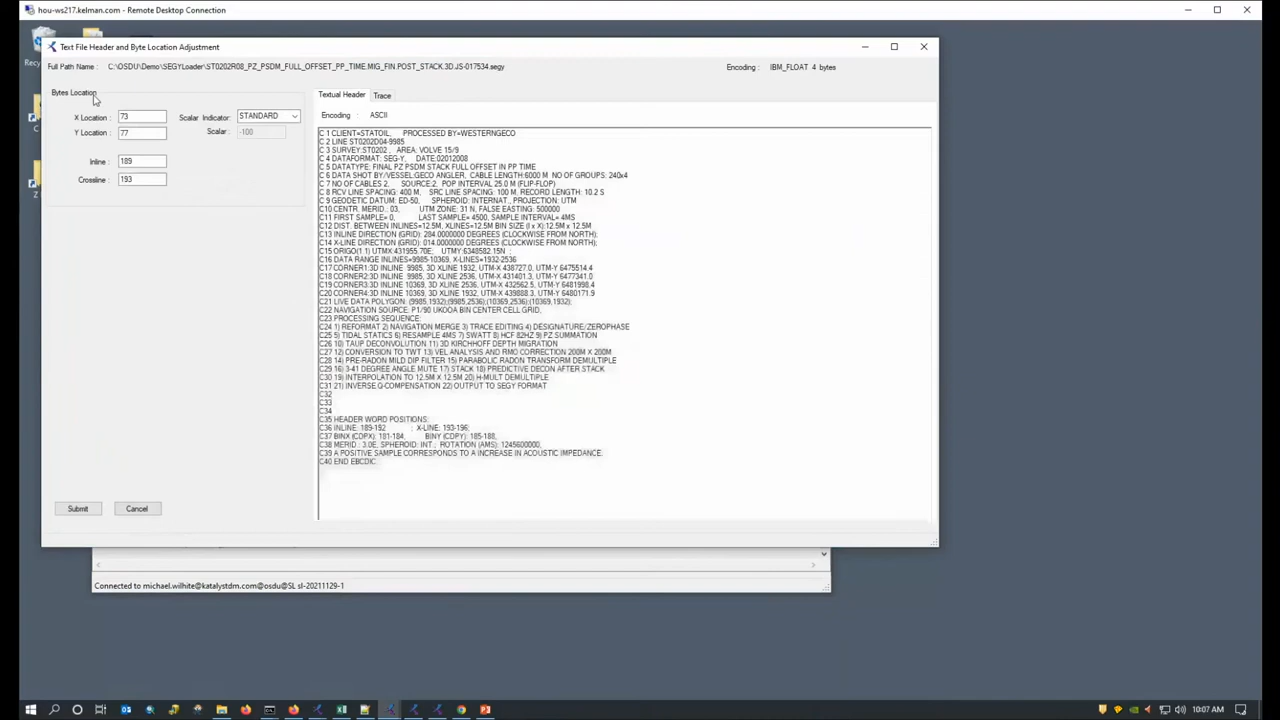 hou-ws217.kelman.com - Remote Desktop Connection
Text File Header and Byte Location Adjustment
Full Path Name : C:\OSDU\Demo\SEGYLoader\ST0202R08_PZ_PSDM_FULL_OFFSET_PP_TIME.MIG_FIN.POST_STACK.3D.JS-017534.segy
Encoding : IBM_FLOAT 4 bytes
Bytes Location
X Location : 73
Scalar Indicator: STANDARD
Y Location : 77
Scalar : -100
Inline : 189
Crossline : 193
Submit
Cancel
Textual Header
Trace
Encoding : ASCII
C 1 CLIENT=STATOIL, PROCESSED BY=WESTERNGECO
C 2 LINE ST0202D04-9985
C 3 SURVEY:ST0202 , AREA: VOLVE 15/9
C 4 DATAFORMAT: SEG-Y, DATE:02012008
C 5 DATATYPE: FINAL PZ PSDM STACK FULL OFFSET IN PP TIME
C 6 DATA SHOT BY/VESSEL:GECO ANGLER, CABLE LENGTH:6000 M NO OF GROUPS: 240x4
C 7 NO OF CABLES 2, SOURCE:2, POP INTERVAL 25.0 M (FLIP-FLOP)
C 8 RCV LINE SPACING: 400 M, SRC LINE SPACING: 100 M. RECORD LENGTH: 10.2 S
C 9 GEODETIC DATUM: ED-50, SPHEROID: INTERNAT., PROJECTION: UTM
C10 CENTR. MERID.: 03, UTM ZONE: 31 N, FALSE EASTING: 500000
C11 FIRST SAMPLE= 0, LAST SAMPLE= 4500, SAMPLE INTERVAL= 4MS
C12 DIST. BETWEEN INLINES=12.5M, XLINES=12.5M BIN SIZE (I x X): 12.5M x 12.5M
C13 INLINE DIRECTION (GRID): 284.0000000 DEGREES (CLOCKWISE FROM NORTH);
C14 X-LINE DIRECTION (GRID): 014.0000000 DEGREES (CLOCKWISE FROM NORTH);
C15 ORIGO(1.1) UTMX:431955.70E; UTMY:6348582.15N ;
C16 DATA RANGE INLINES=9985-10369, X-LINES=1932-2536
C17 CORNER1:3D INLINE 9985, 3D XLINE 1932, UTM-X 438727.0, UTM-Y 6475514.4
C18 CORNER2:3D INLINE 9985, 3D XLINE 2536, UTM-X 431401.3, UTM-Y 6477341.0
C19 CORNER3:3D INLINE 10369, 3D XLINE 2536, UTM-X 432562.5, UTM-Y 6481998.4
C20 CORNER4:3D INLINE 10369, 3D XLINE 1932, UTM-X 439888.3, UTM-Y 6480171.9
C21 LIVE DATA POLYGON: (9985,1932);(9985,2536);(10369,2536);(10369,1932);
C22 NAVIGATION SOURCE: P1/90 UKOOA BIN CENTER CELL GRID,
C23 PROCESSING SEQUENCE:
C24 1) REFORMAT 2) NAVIGATION MERGE 3) TRACE EDITING 4) DESIGNATURE/ZEROPHASE
C25 5) TIDAL STATICS 6) RESAMPLE 4MS 7) SWATT 8) HCF 82HZ 9) PZ SUMMATION
C26 10) TAUP DECONVOLUTION 11) 3D KIRCHHOFF DEPTH MIGRATION
C27 12) CONVERSION TO TWT 13) VEL ANALYSIS AND RMO CORRECTION 200M X 200M
C28 14) PRE-RADON MILD DIP FILTER 15) PARABOLIC RADON TRANSFORM DEMULTIPLE
C29 16) 3-41 DEGREE ANGLE MUTE 17) STACK 18) PREDICTIVE DECON AFTER STACK
C30 19) INTERPOLATION TO 12.5M X 12.5M 20) H-MULT DEMULTIPLE
C31 21) INVERSE Q-COMPENSATION 22) OUTPUT TO SEGY FORMAT
C32
C33
C34
C35 HEADER WORD POSITIONS:
C36 INLINE: 189-192 ; X-LINE: 193-196;
C37 BINX (CDPX): 181-184, BINY (CDPY): 185-188,
C38 MERID.: 3.0E, SPHEROID: INT.; ROTATION (AMS): 1245600000,
C39 A POSITIVE SAMPLE CORRESPONDS TO A INCREASE IN ACOUSTIC IMPEDANCE.
C40 END EBCDIC
Connected to michael.wilhite@katalystdm.com@osdu@SL sl-20211129-1
10:07 AM